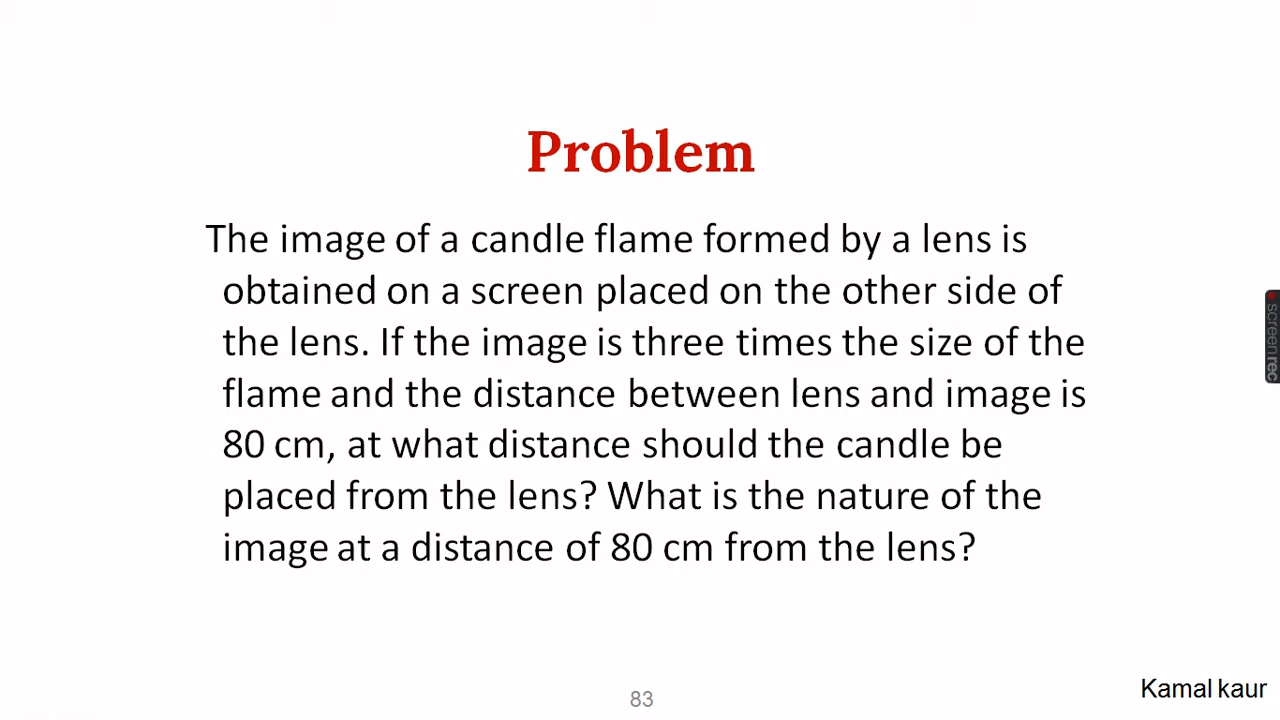 Problem
The image of a candle flame formed by a lens is
obtained on a screen placed on the other side of
the lens. If the image is three times the size of the
flame and the distance between lens and image is
80 cm, at what distance should the candle be
placed from the lens? What is the nature of the
image at a distance of 80 cm from the lens?
screenrec
83
Kamal kaur